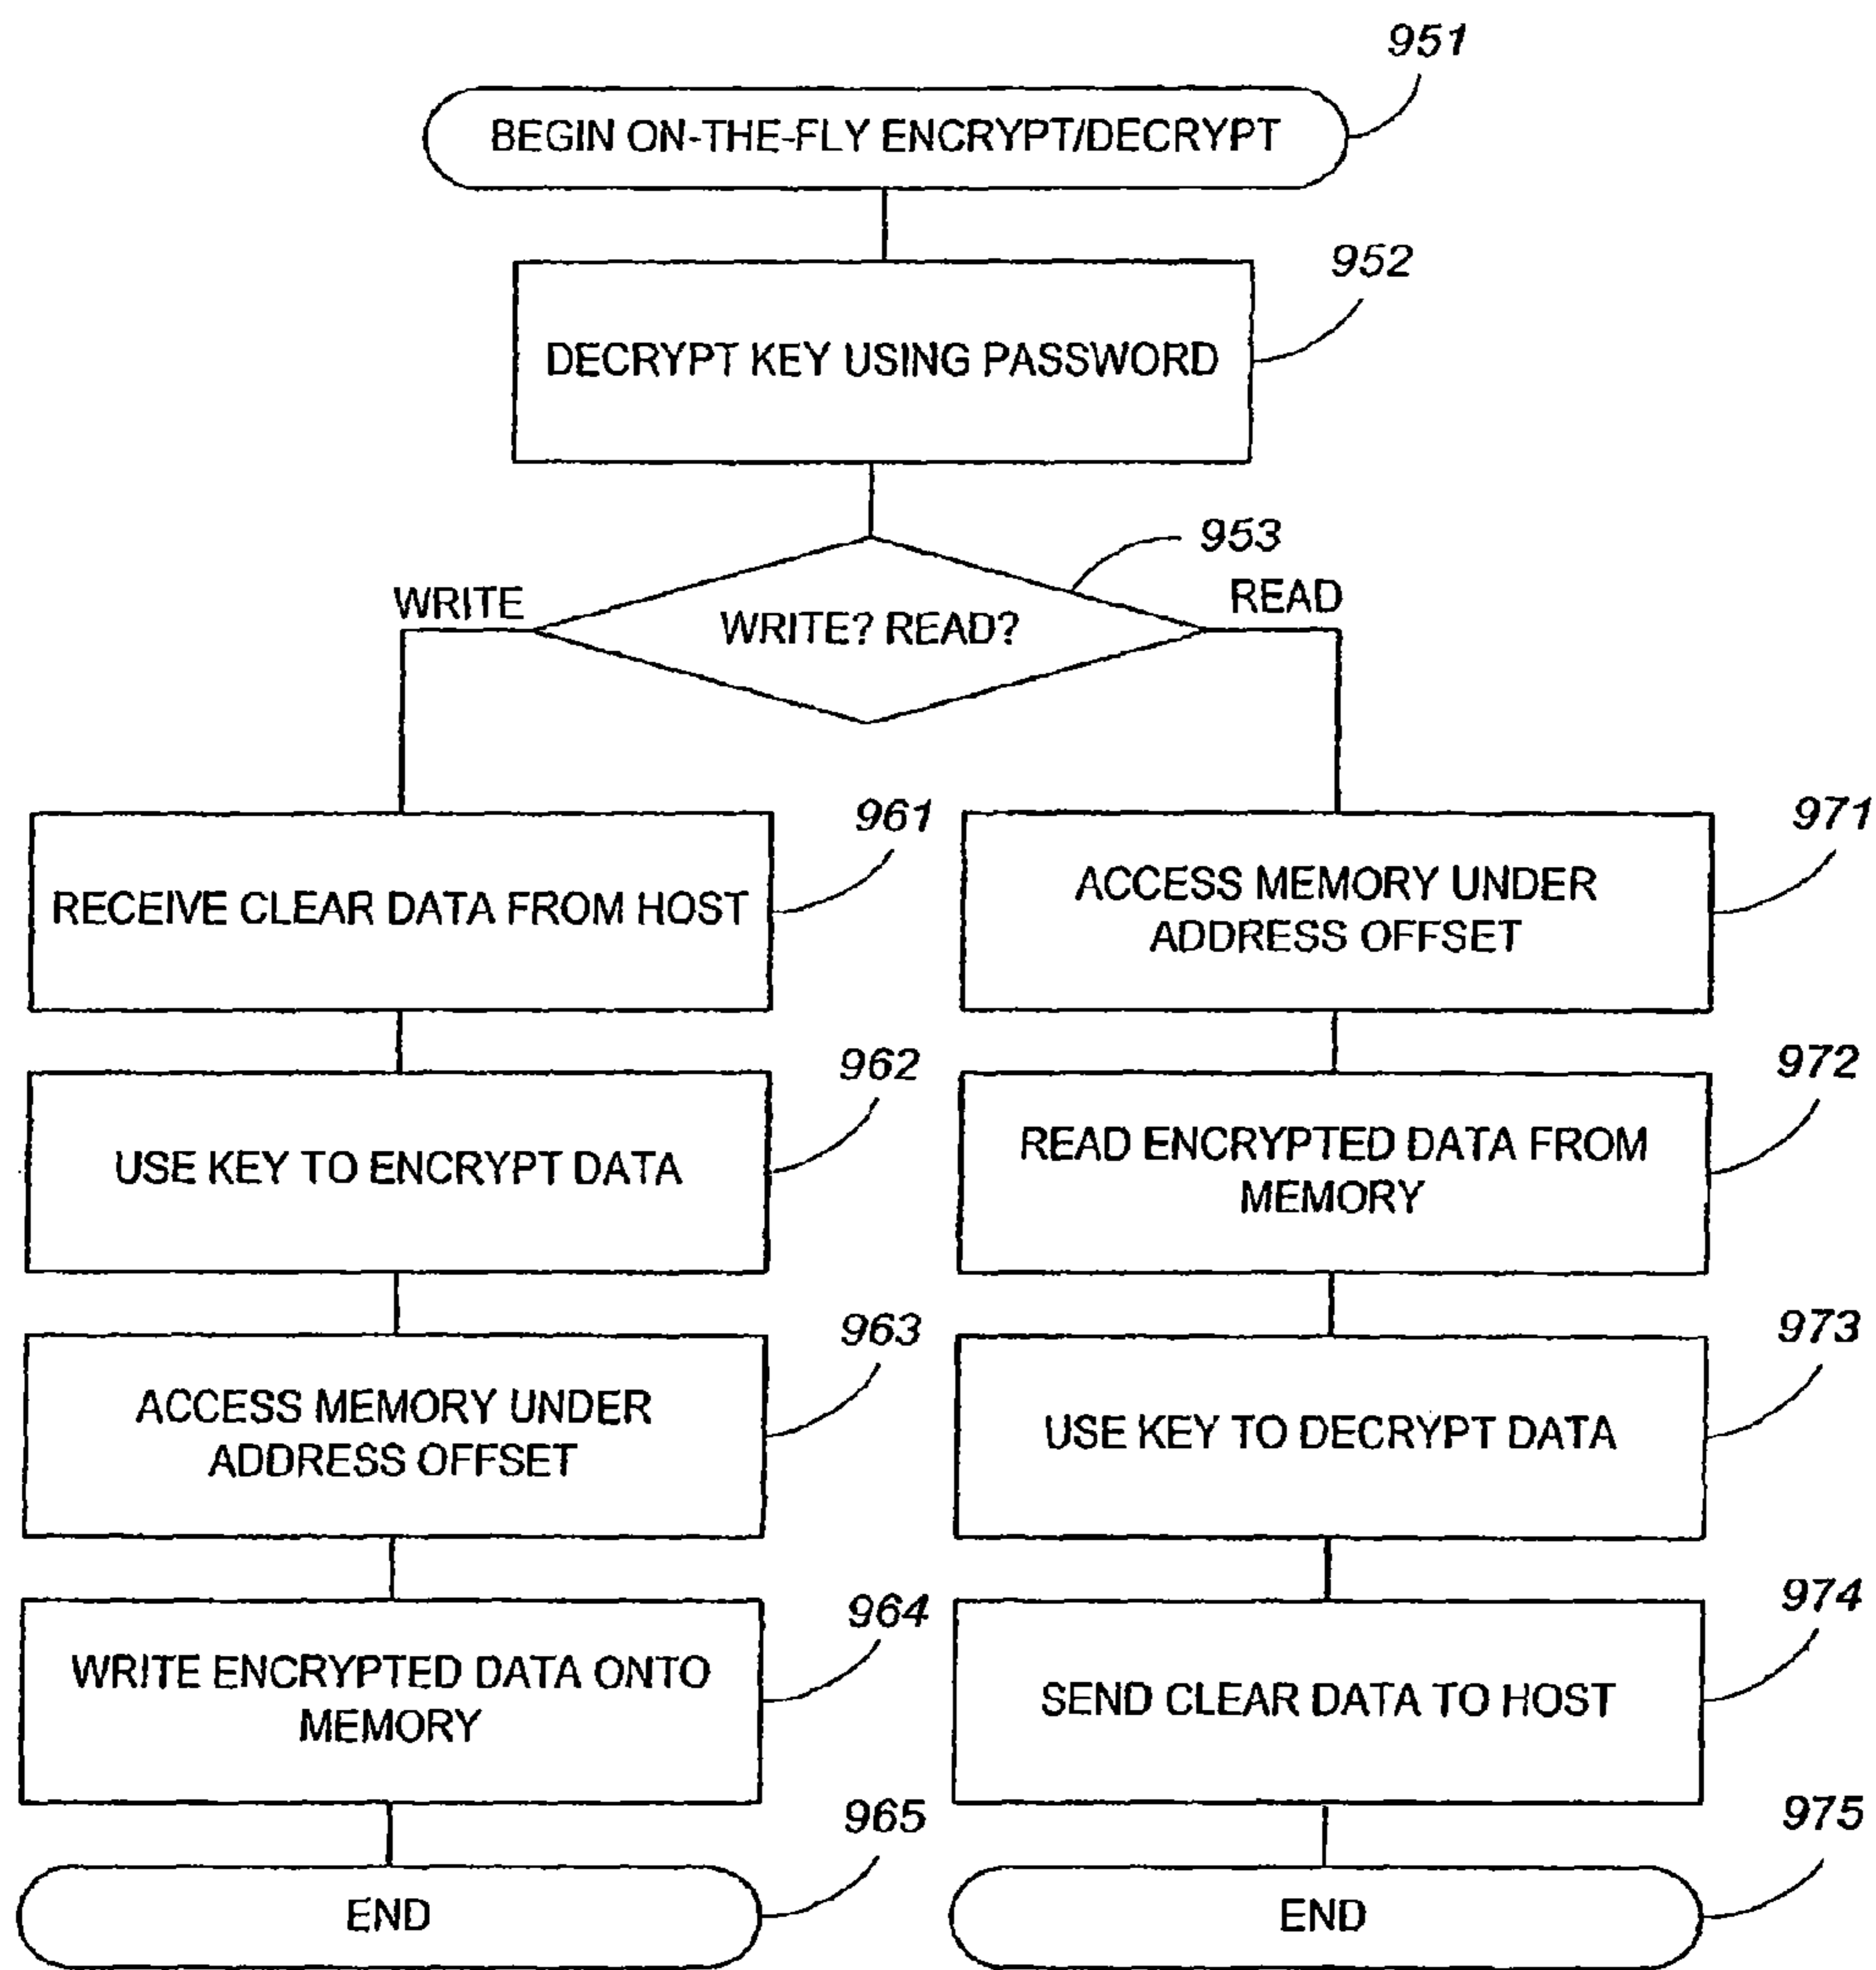 951
BEGIN ON-THE-FLY ENCRYPT/DECRYPT
952
DECRYPT KEY USING PASSWORD
953
WRITE
READ
WRITE? READ?
961
RECEIVE CLEAR DATA FROM HOST
962
USE KEY TO ENCRYPT DATA
963
ACCESS MEMORY UNDER
ADDRESS OFFSET
964
WRITE ENCRYPTED DATA ONTO
MEMORY
965
END
971
ACCESS MEMORY UNDER
ADDRESS OFFSET
972
READ ENCRYPTED DATA FROM
MEMORY
973
USE KEY TO DECRYPT DATA
974
SEND CLEAR DATA TO HOST
975
END